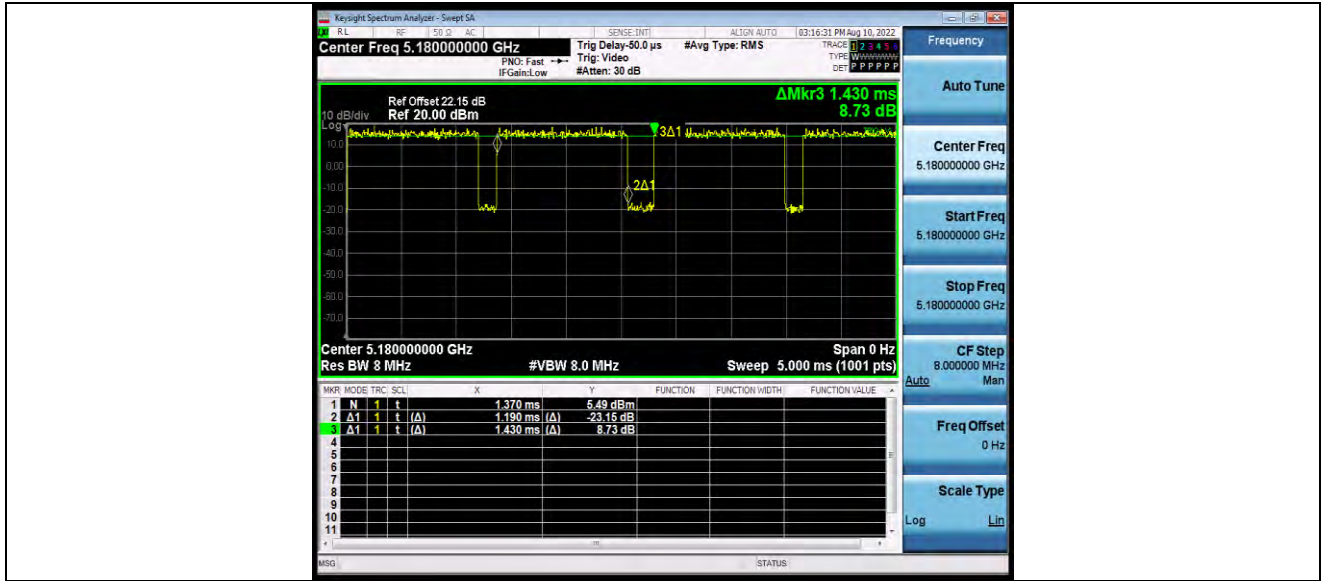 Keysight Spectrum Analyzer - Swept SA
RL RF 50 Ω AC SENSE:INT ALIGN AUTO 03:16:31 PM Aug 10, 2022
Center Freq 5.180000000 GHz
PNO: Fast
IFGain:Low
Trig Delay-50.0 µs
Trig: Video
#Atten: 30 dB
#Avg Type: RMS
TRACE 1 2 3 4 5 6
TYPE WWWWWW
DET P P P P P P
Frequency
Auto Tune
Center Freq
5.180000000 GHz
Start Freq
5.180000000 GHz
Stop Freq
5.180000000 GHz
CF Step
8.000000 MHz
Auto Man
Freq Offset
0 Hz
Scale Type
Log Lin
ΔMkr3 1.430 ms
8.73 dB
Ref Offset 22.15 dB
10 dB/div Ref 20.00 dBm
Log
3Δ1
10.0
0.00
2Δ1
-10.0
-20.0
-30.0
-40.0
-50.0
-60.0
-70.0
Center 5.180000000 GHz Span 0 Hz
Res BW 8 MHz #VBW 8.0 MHz Sweep 5.000 ms (1001 pts)
MKR MODE TRC SCL X Y FUNCTION FUNCTION WIDTH FUNCTION VALUE
1 N 1 t 1.370 ms 5.49 dBm
2 Δ1 1 t (Δ) 1.190 ms (Δ) -23.15 dB
3 Δ1 1 t (Δ) 1.430 ms (Δ) 8.73 dB
4
5
6
7
8
9
10
11
MSG STATUS